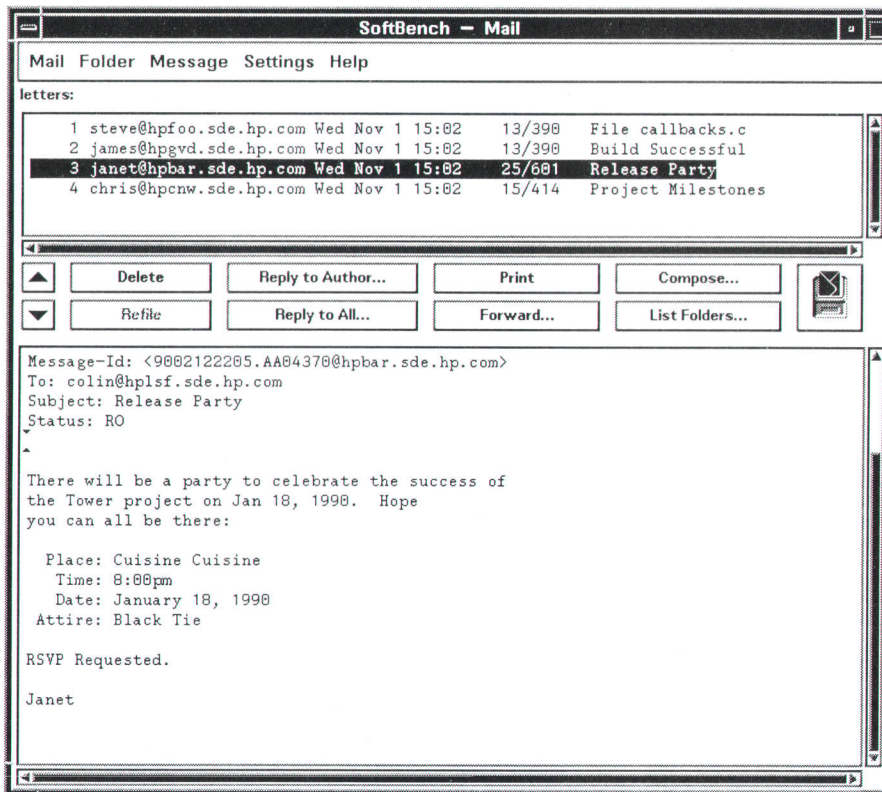 SoftBench — Mail
Mail Folder Message Settings Help
letters:
1 steve@hpfoo.sde.hp.com Wed Nov 1 15:02 13/390 File callbacks.c
2 james@hpgvd.sde.hp.com Wed Nov 1 15:02 13/390 Build Successful
3 janet@hpbar.sde.hp.com Wed Nov 1 15:02 25/601 Release Party
4 chris@hpcnw.sde.hp.com Wed Nov 1 15:02 15/414 Project Milestones
Delete Reply to Author... Print Compose...
Refile Reply to All... Forward... List Folders...
Message-Id: <9002122205.AA04370@hpbar.sde.hp.com>
To: colin@hplsf.sde.hp.com
Subject: Release Party
Status: RO
There will be a party to celebrate the success of
the Tower project on Jan 18, 1990. Hope
you can all be there:
Place: Cuisine Cuisine
Time: 8:00pm
Date: January 18, 1990
Attire: Black Tie
RSVP Requested.
Janet